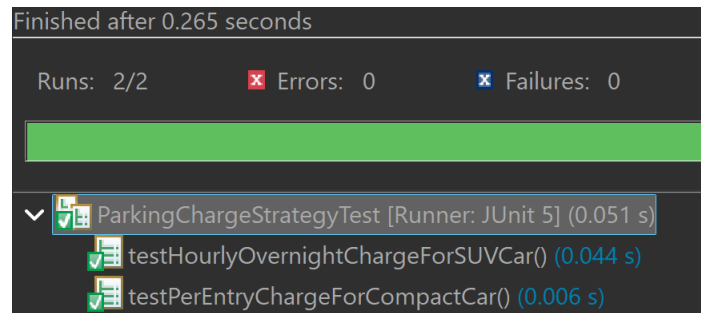 Finished after 0.265 seconds
Runs: 2/2 Errors: 0 Failures: 0
ParkingChargeStrategyTest [Runner: JUnit 5] (0.051 s)
testHourlyOvernightChargeForSUVCar() (0.044 s)
testPerEntryChargeForCompactCar() (0.006 s)